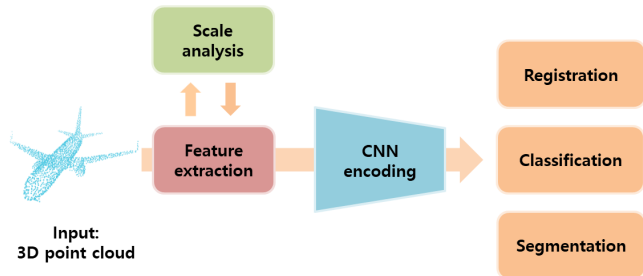 Scale
analysis
Feature
extraction
Input:
3D point cloud
CNN
encoding
Registration
Classification
Segmentation